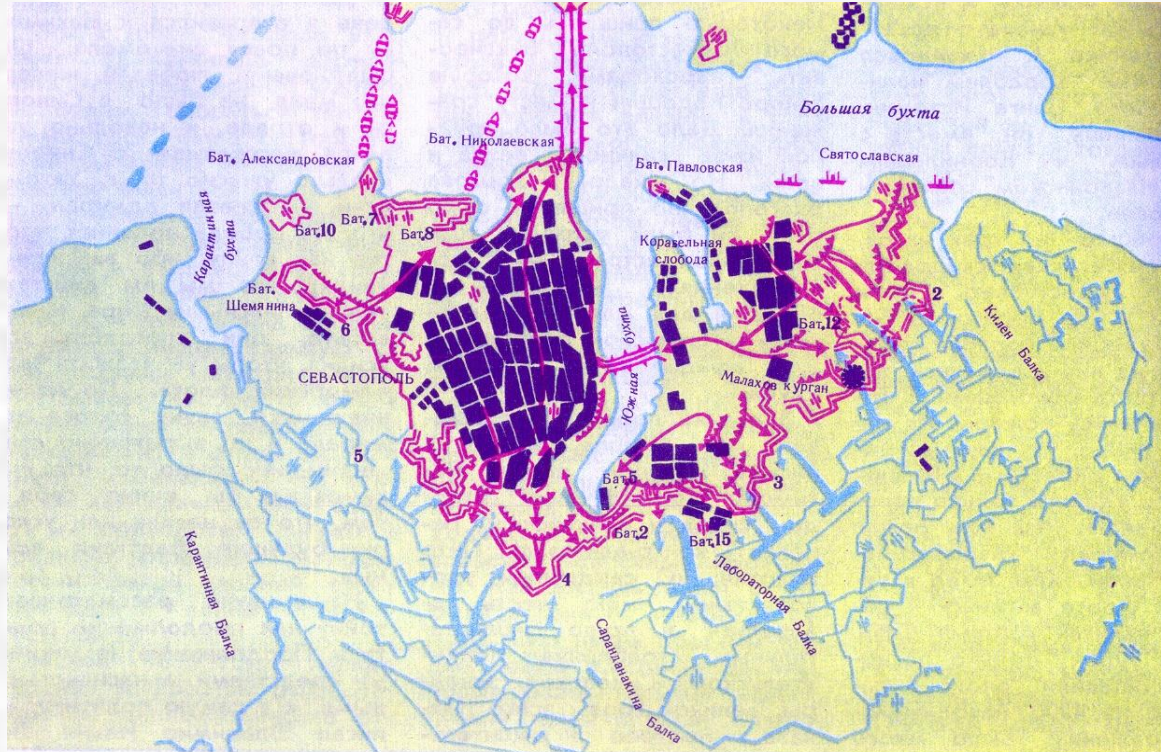 Большая бухта
Бат. Николаевская
Бат. Александровская
Бат. Павловская
Святославская
Карантинная
бухта
Бат.10
Бат.7
Бат.8
Корабельная
слобода
Бат.
Шемянина
6
2
Бат.12
Килен Балка
СЕВАСТОПОЛЬ
Южная бухта
Малахов курган
5
Бат.5
3
Бат.2
Бат.15
4
Карантинная Балка
Лабораторная Балка
Сарандакина Балка